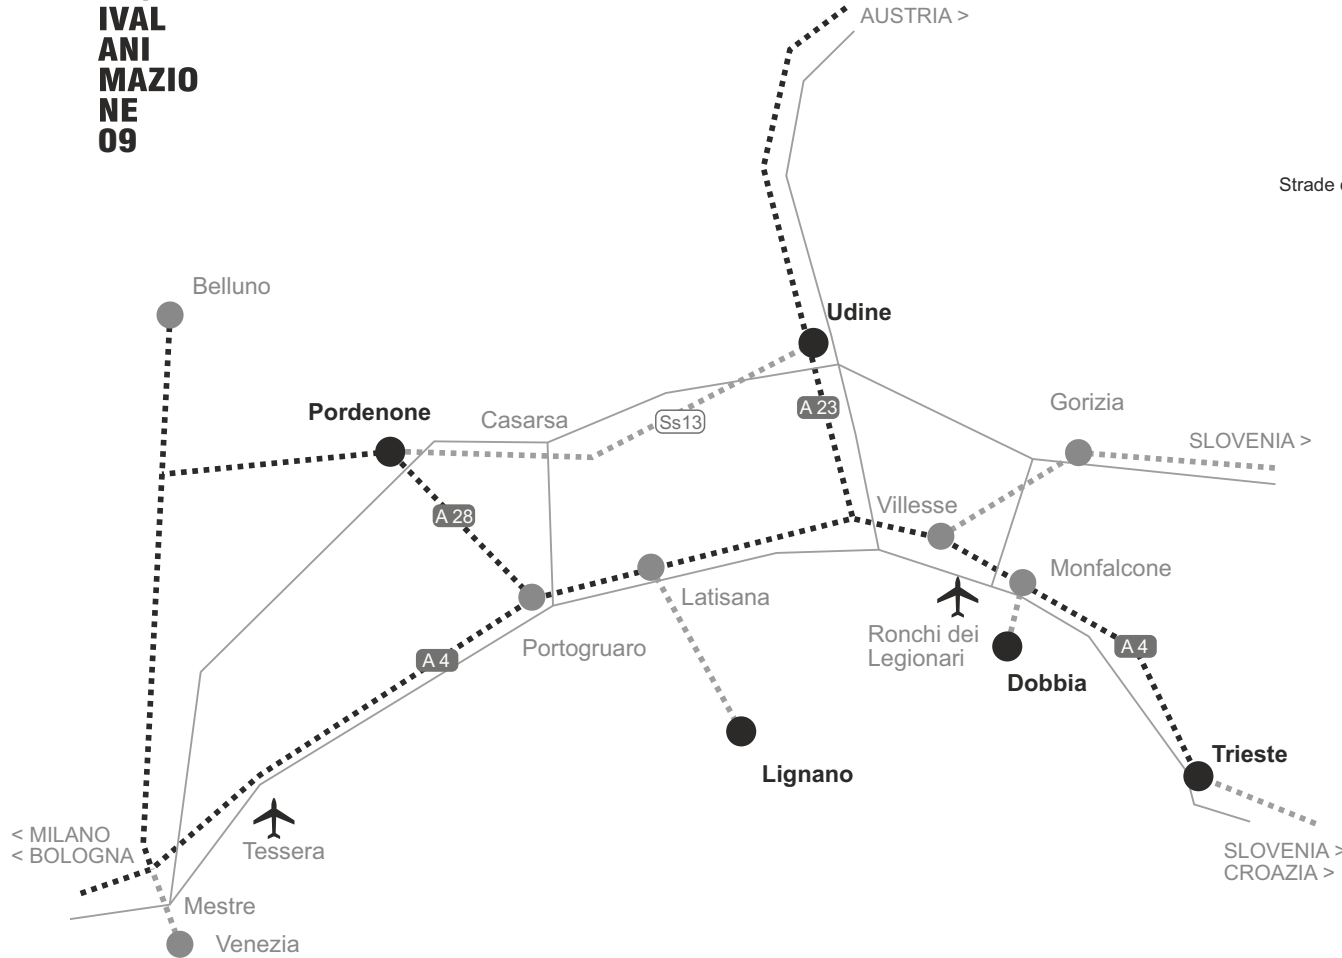 IVAL
ANI
MAZIO
NE
09
AUSTRIA >
Strade
Belluno
Udine
Pordenone
Casarsa
Ss13
A 23
Gorizia
SLOVENIA >
A 28
Villesse
Monfalcone
Latisana
Portogruaro
Ronchi dei
Legionari
A 4
A 4
Dobbia
Lignano
Trieste
< MILANO
< BOLOGNA
Tessera
SLOVENIA >
CROAZIA >
Mestre
Venezia